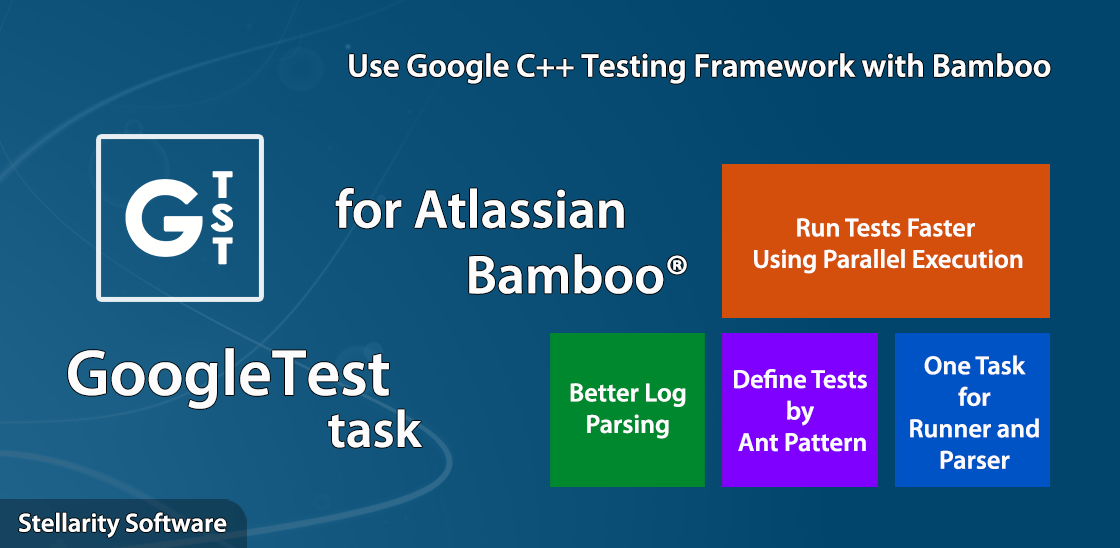 Use Google C++ Testing Framework with Bamboo
G
T
S
T
for Atlassian
Bamboo®
GoogleTest
task
Run Tests Faster
Using Parallel Execution
Better Log
Parsing
Define Tests
by
Ant Pattern
One Task
for
Runner and
Parser
Stellarity Software